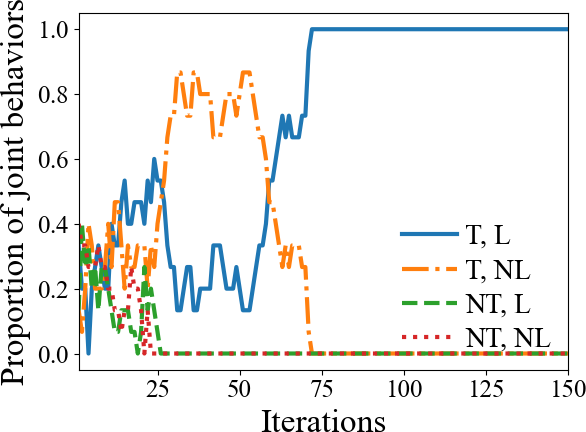 Proportion of joint behaviors
1.0
0.8
0.6
0.4
0.2
0.0
T, L
T, NL
NT, L
NT, NL
25 50 75 100 125 150
Iterations